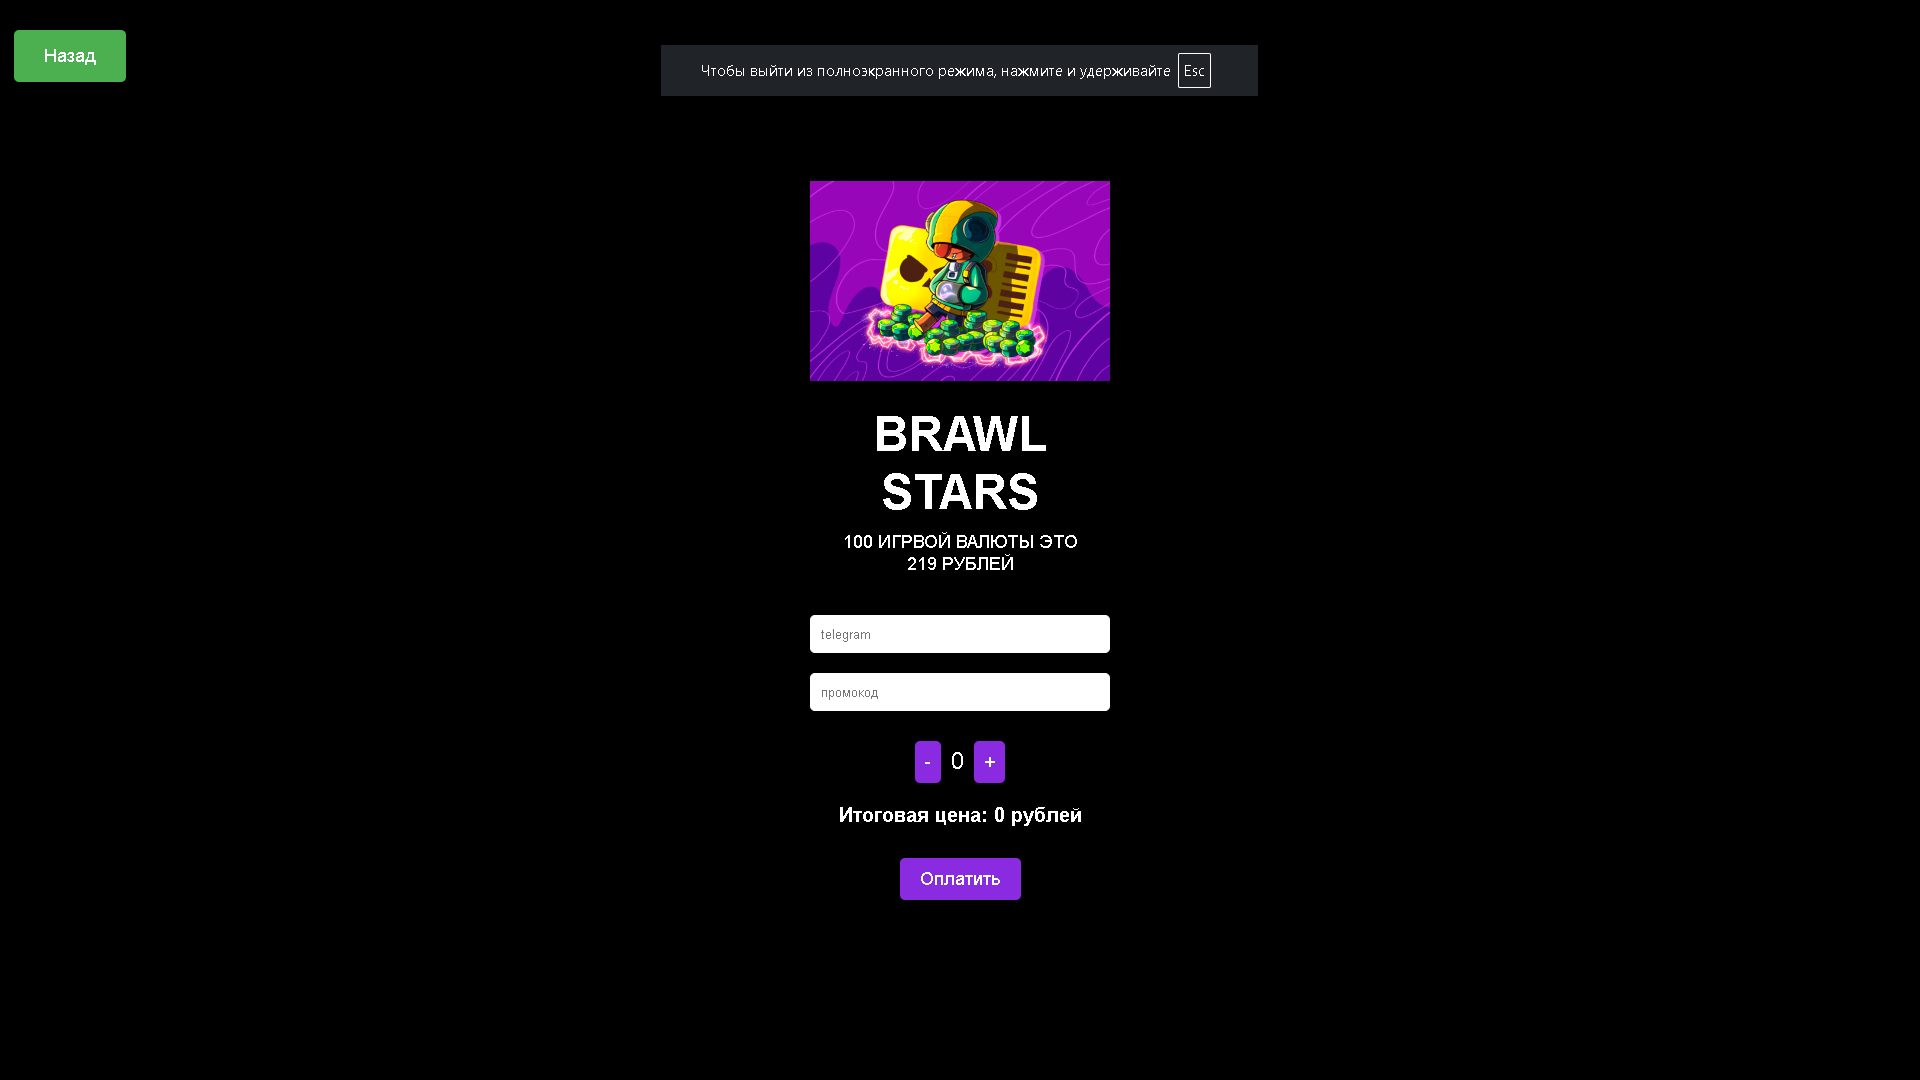 Назад
Чтобы выйти из полноэкранного режима, нажмите и удерживайте Esc
BRAWL
STARS
100 ИГРВОЙ ВАЛЮТЫ ЭТО
219 РУБЛЕЙ
telegram
промокод
- 0 +
Итоговая цена: 0 рублей
Оплатить